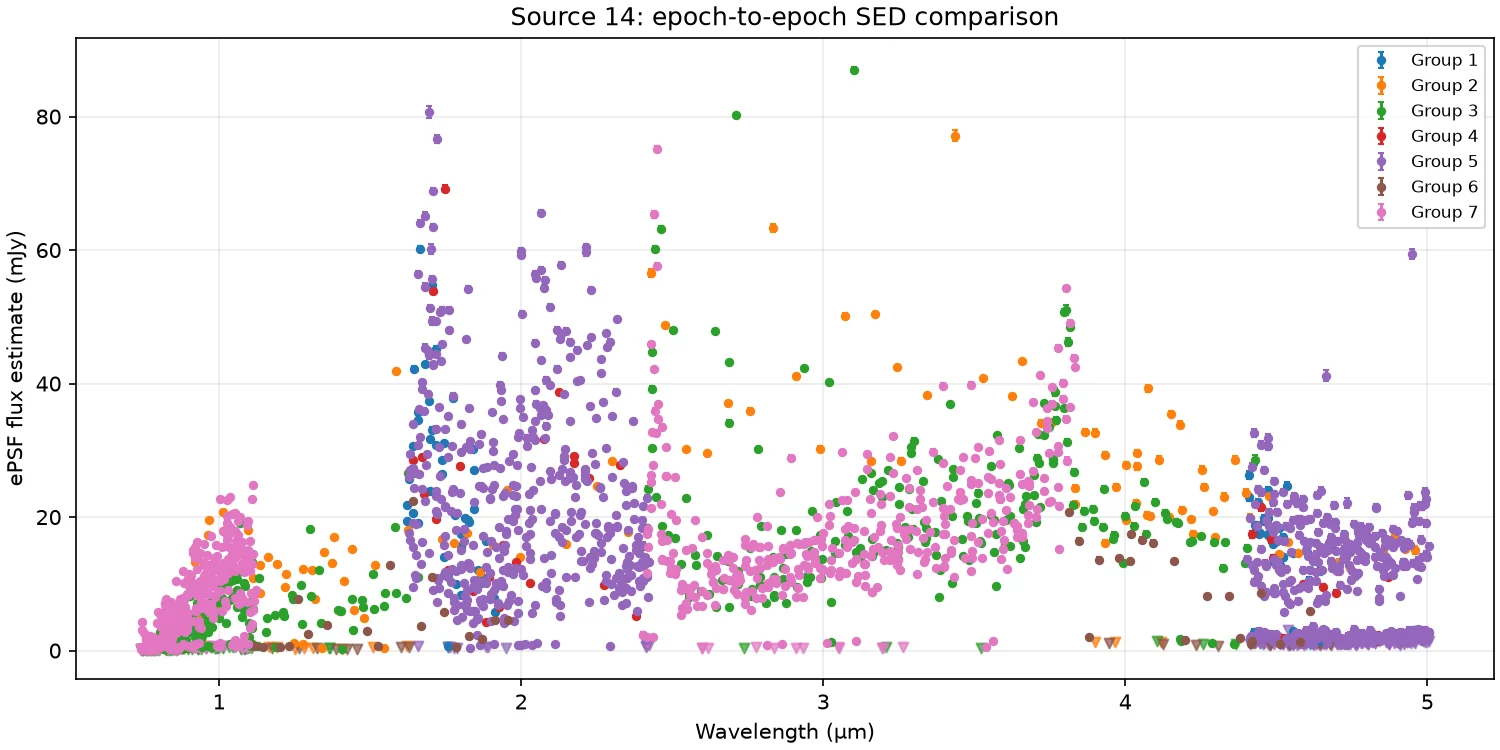 Source 14: epoch-to-epoch SED comparison
ePSF flux estimate (mJy)
80
60
40
20
0
1
2
3
4
5
Wavelength (μm)
Group 1
Group 2
Group 3
Group 4
Group 5
Group 6
Group 7